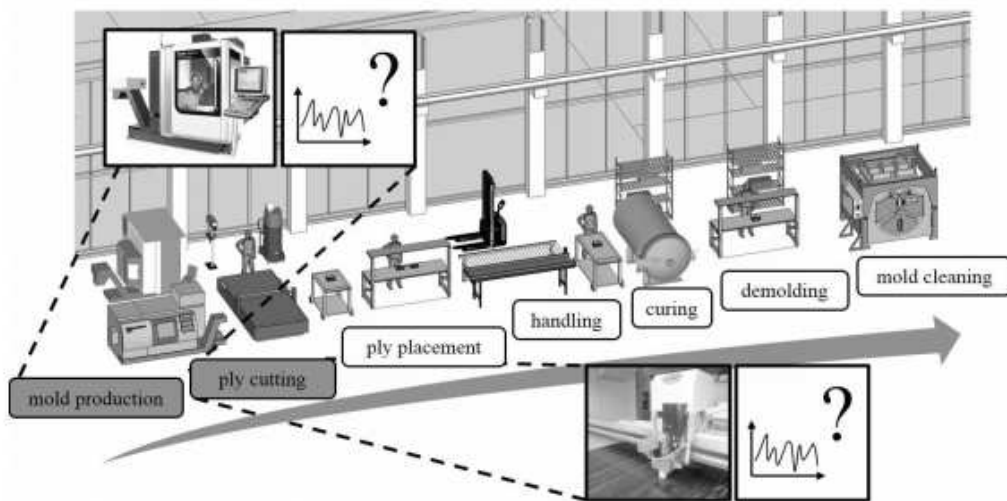 ?
mold cleaning
demolding
curing
handling
ply placement
ply cutting
mold production
?